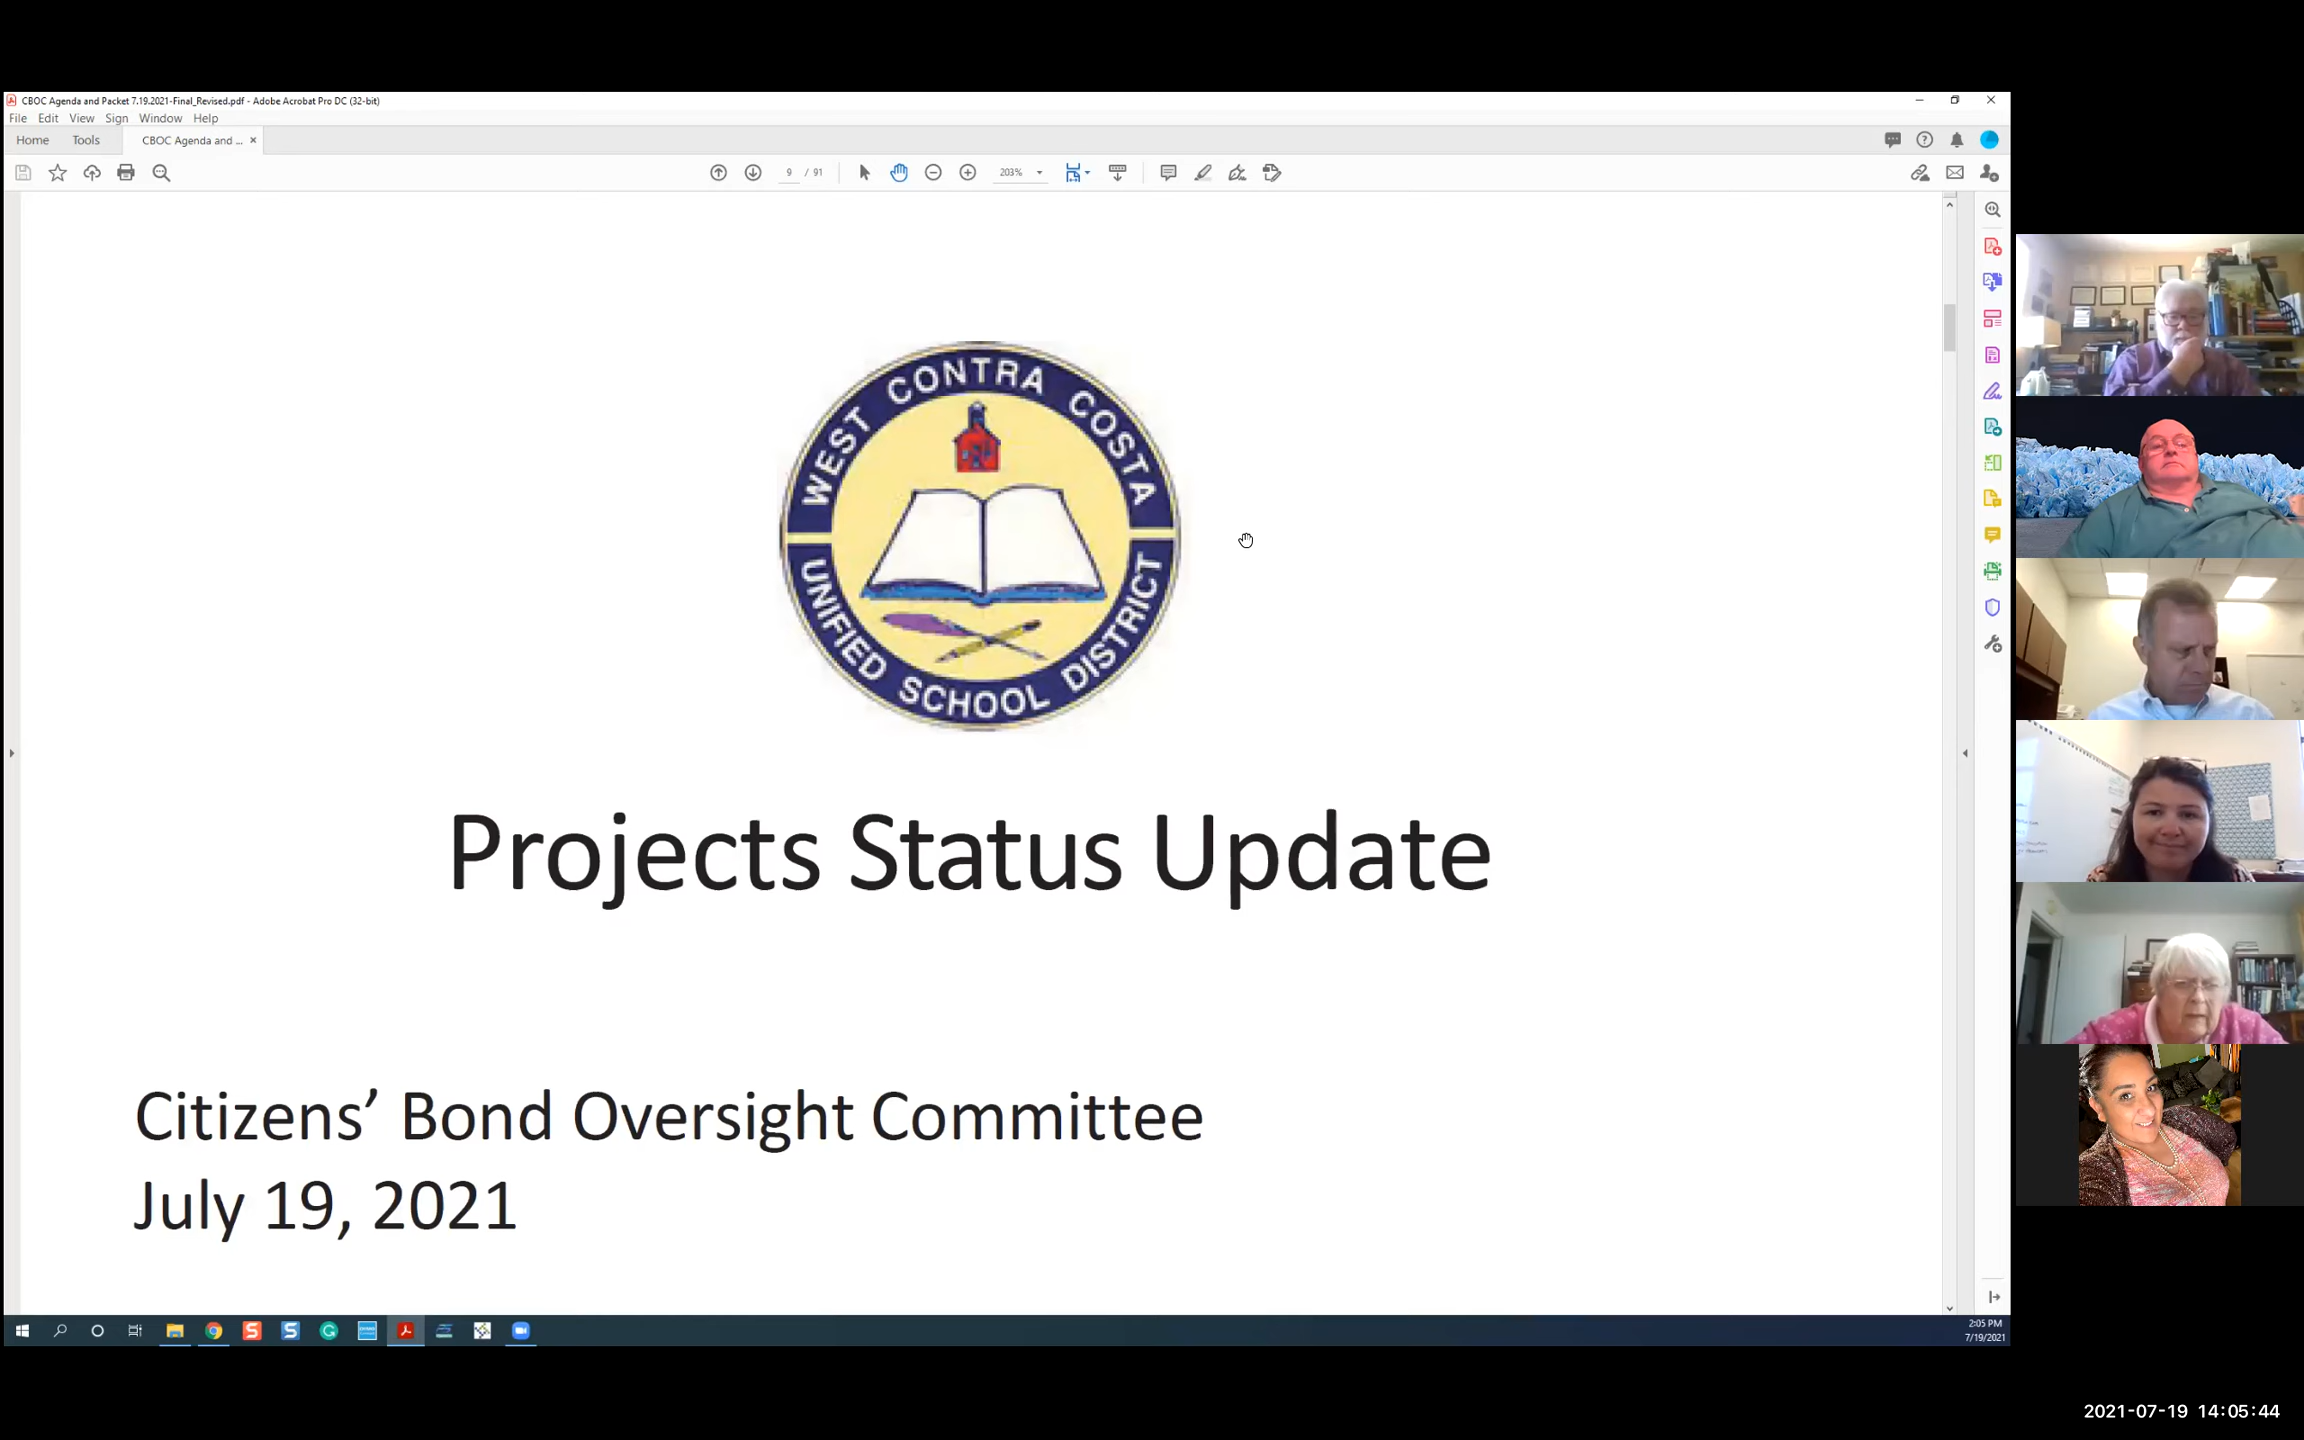 CBOC Agenda and Packet 7.19.2021-Final_Revised.pdf - Adobe Acrobat Pro DC (32-bit)
File Edit View Sign Window Help
Home Tools CBOC Agenda and ... ×
9 / 91 203%
WEST CONTRA COSTA
UNIFIED SCHOOL DISTRICT
Projects Status Update
Citizens’ Bond Oversight Committee
July 19, 2021
2:05 PM
7/19/2021
2021-07-19 14:05:44